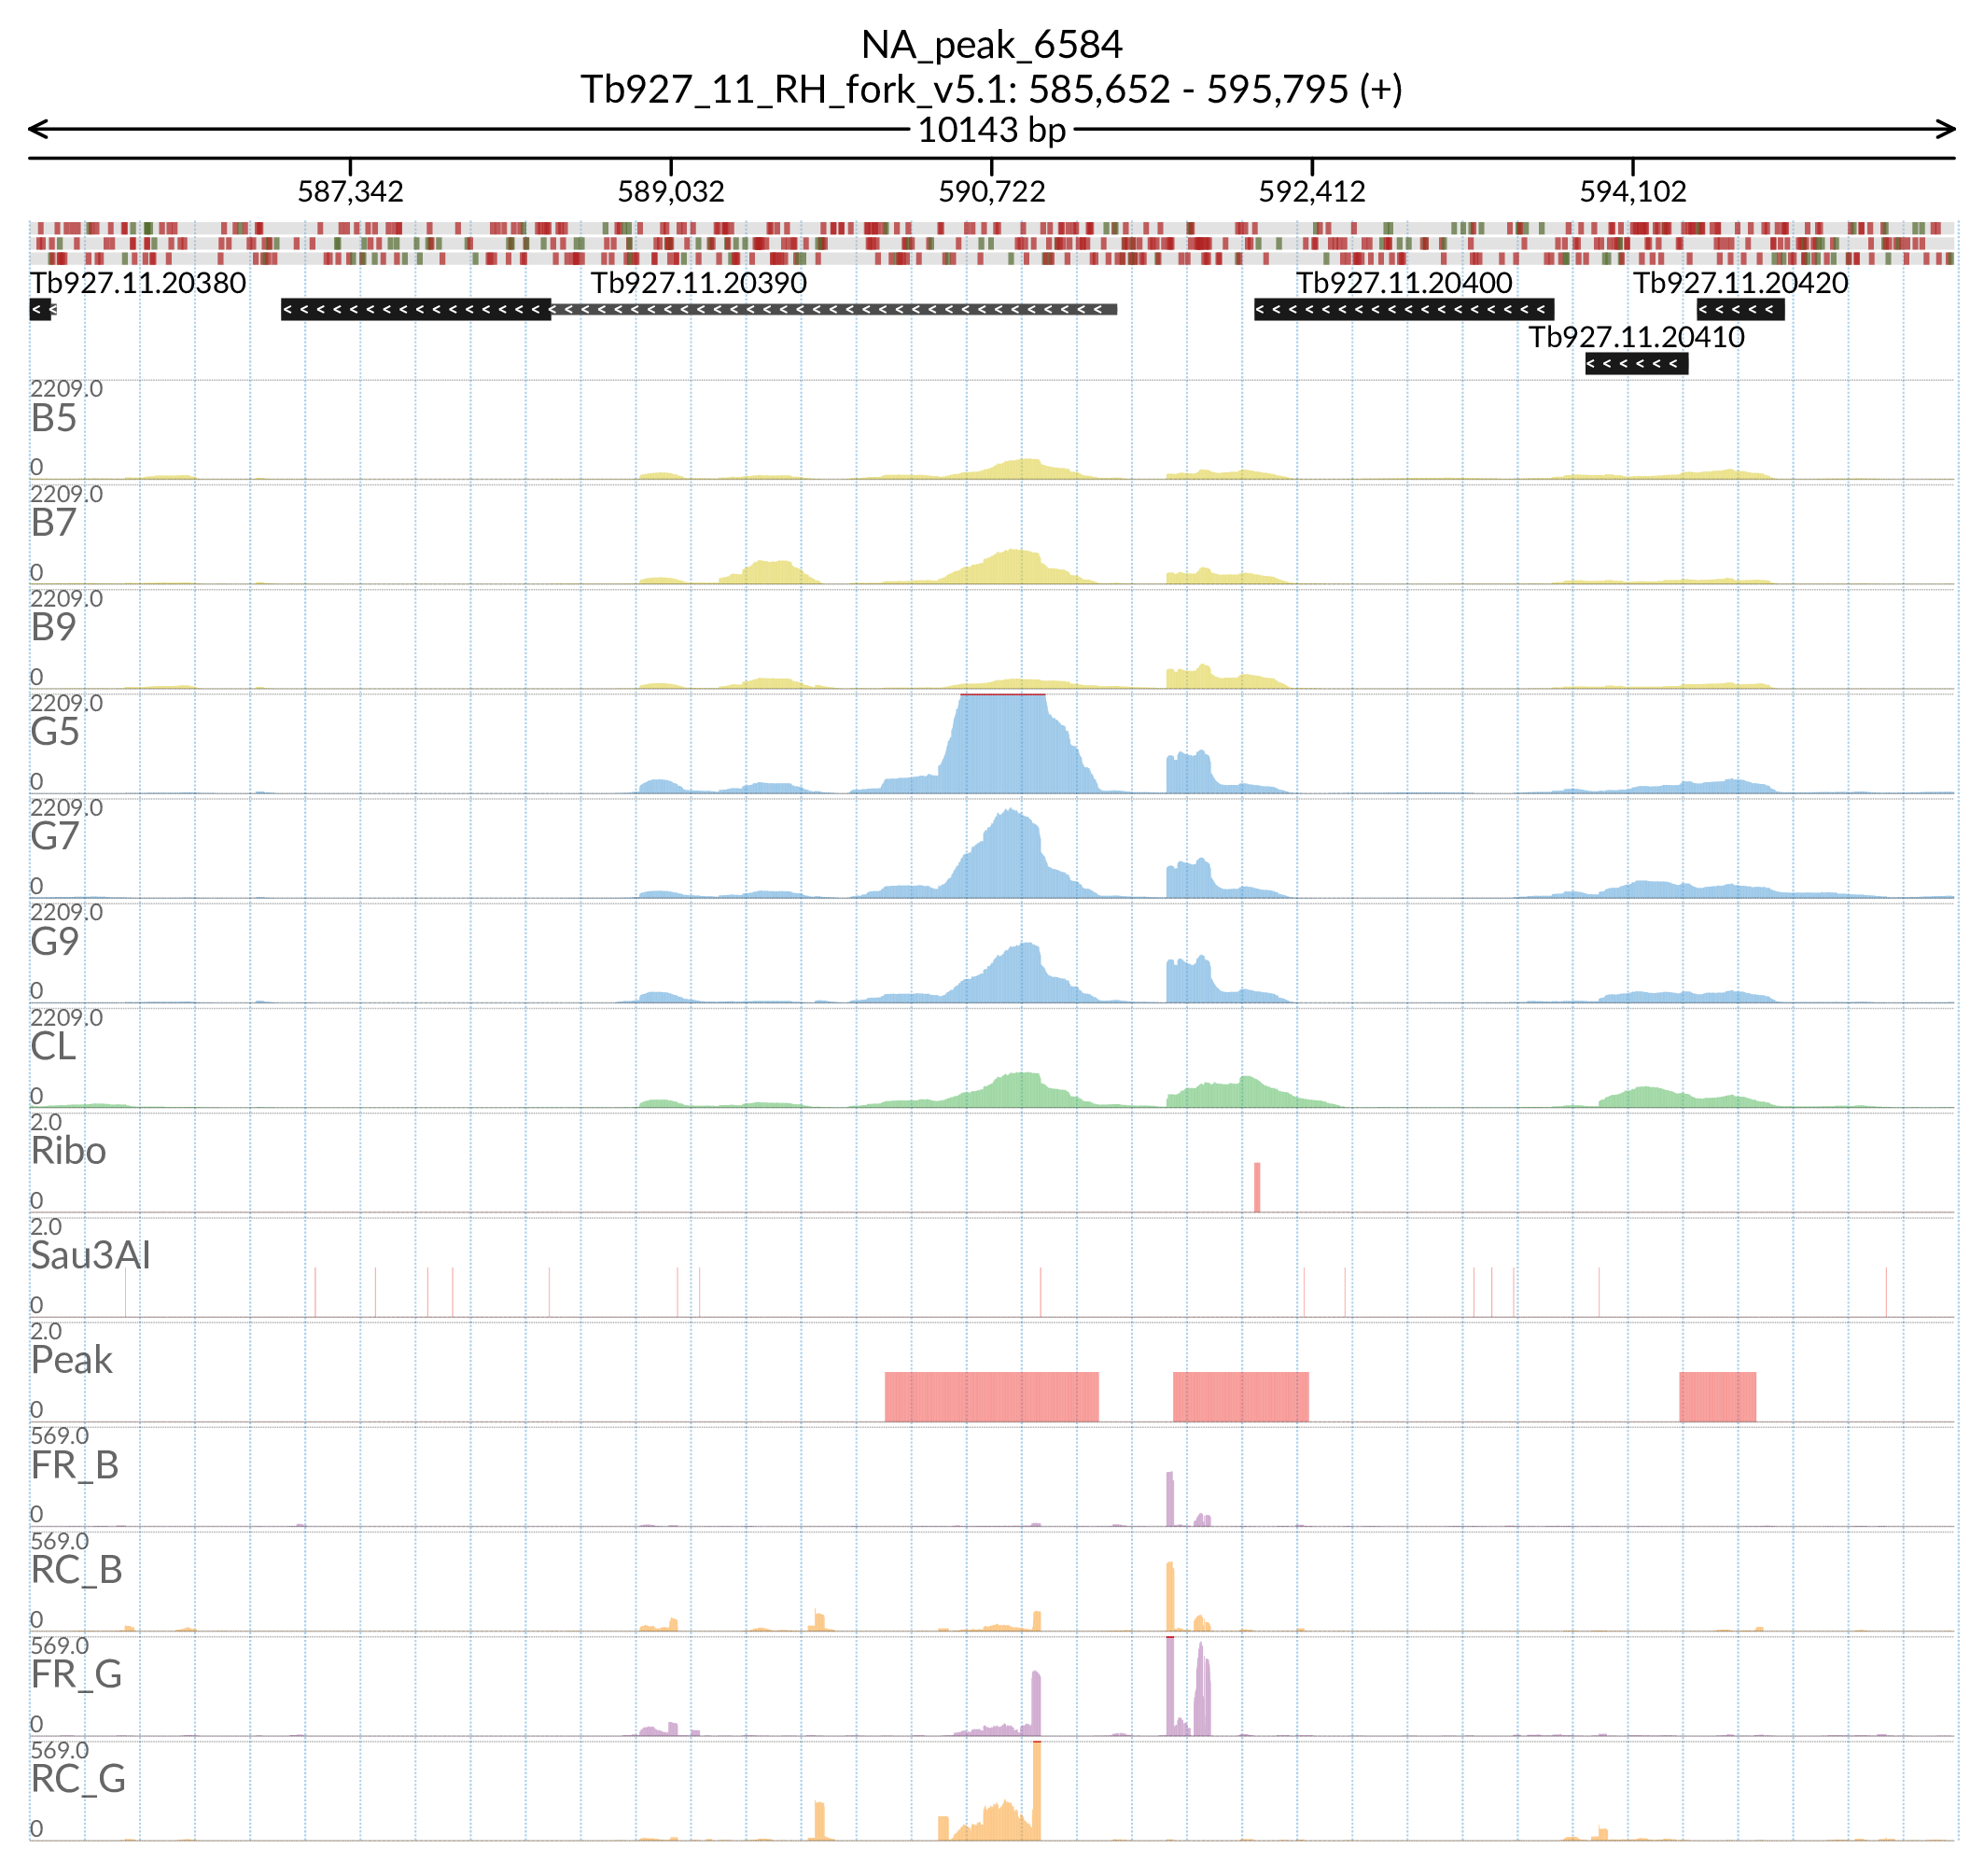 NA_peak_6584
Tb927_11_RH_fork_v5.1: 585,652 - 595,795 (+)
10143 bp
587,342 589,032 590,722 592,412 594,102
Tb927.11.20380 Tb927.11.20390 Tb927.11.20400 Tb927.11.20420
Tb927.11.20410
2209.0
B5
0
2209.0
B7
0
2209.0
B9
0
2209.0
G5
0
2209.0
G7
0
2209.0
G9
0
2209.0
CL
0
2.0
Ribo
0
2.0
Sau3AI
0
2.0
Peak
0
569.0
FR_B
0
569.0
RC_B
0
569.0
FR_G
0
569.0
RC_G
0